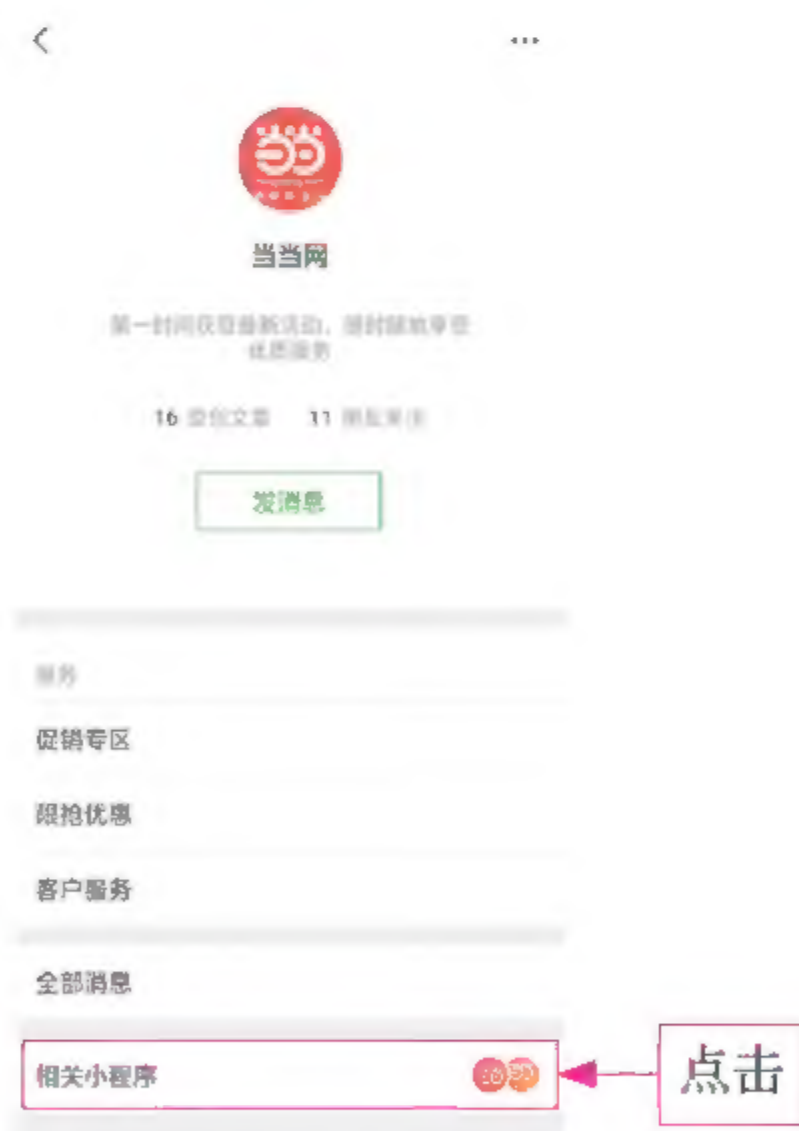 当当网
第一时间获取最新活动，随时随地享受
优质服务
16 原创文章 11 朋友关注
发消息
服务
促销专区
限抢优惠
客户服务
全部消息
相关小程序
点击